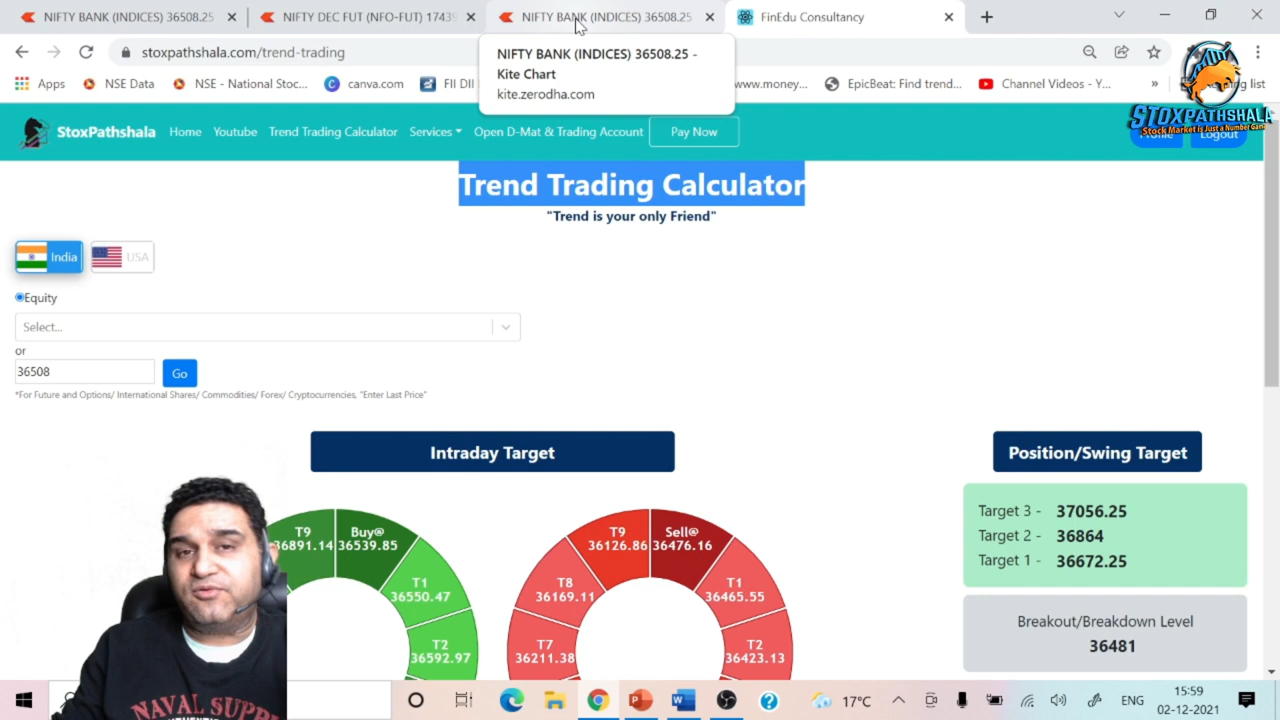 NIFTY BANK (INDICES) 36508.25
NIFTY DEC FUT (NFO-FUT) 1743
NIFTY BANK (INDICES) 36508.25
FinEdu Consultancy
stoxpathshala.com/trend-trading
NIFTY BANK (INDICES) 36508.25 -
Kite Chart
kite.zerodha.com
Apps
NSE Data
NSE - National Stoc...
canva.com
FII DII
www.money...
EpicBeat: Find trend...
Channel Videos - Y...
»
list
STOXPATHSHALA
Stock Market is Just a Number Game
StoxPathshala
Home
Youtube
Trend Trading Calculator
Services
Open D-Mat & Trading Account
Pay Now
Profile
Logout
Trend Trading Calculator
"Trend is your only Friend"
India
USA
Equity
Select...
or
36508
Go
*For Future and Options/ International Shares/ Commodities/ Forex/ Cryptocurrencies, "Enter Last Price"
Intraday Target
Position/Swing Target
T9
36891.14
Buy@
36539.85
T1
36550.47
T2
36592.97
T9
36126.86
Sell@
36476.16
T8
36169.11
T1
36465.55
T7
36211.38
T2
36423.13
Target 3 - 37056.25
Target 2 - 36864
Target 1 - 36672.25
Breakout/Breakdown Level
36481
NAVAL SUPP
17°C
ENG
15:59
02-12-2021